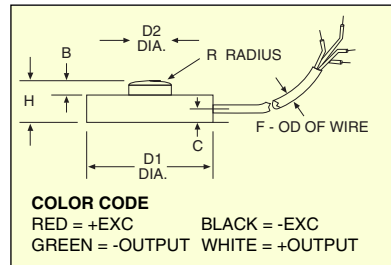 D2
DIA.
B
R RADIUS
H
C
F - OD OF WIRE
D1
DIA.
COLOR CODE
RED = +EXC BLACK = -EXC
GREEN = -OUTPUT WHITE = +OUTPUT